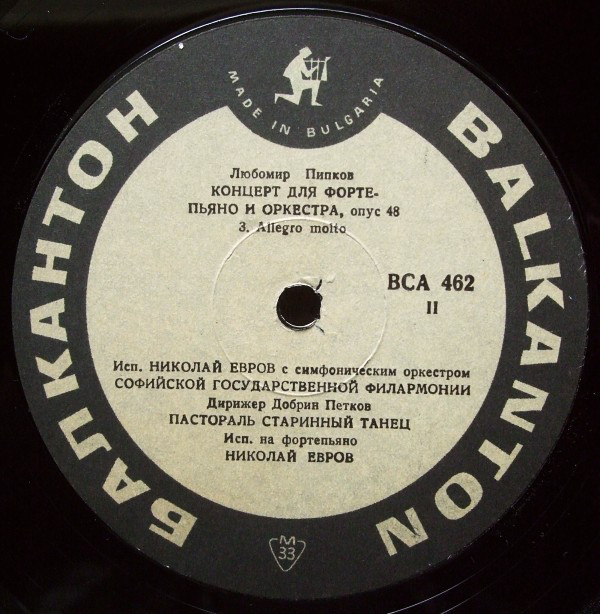 MADE IN BULGARIA
БАЛКАНТОН
BALKANTON
Любомир Пипков
КОНЦЕРТ ДЛЯ ФОРТЕ-
ПЬЯНО И ОРКЕСТРА, опус 48
3. Allegro molto
ВСА 462
II
Исп. НИКОЛАЙ ЕВРОВ с симфоническим оркестром
СОФИЙСКОЙ ГОСУДАРСТВЕННОЙ ФИЛАРМОНИИ
Дирижер Добрин Петков
ПАСТОРАЛЬ СТАРИННЫЙ ТАНЕЦ
Исп. на фортепьяно
НИКОЛАЙ ЕВРОВ
М
33